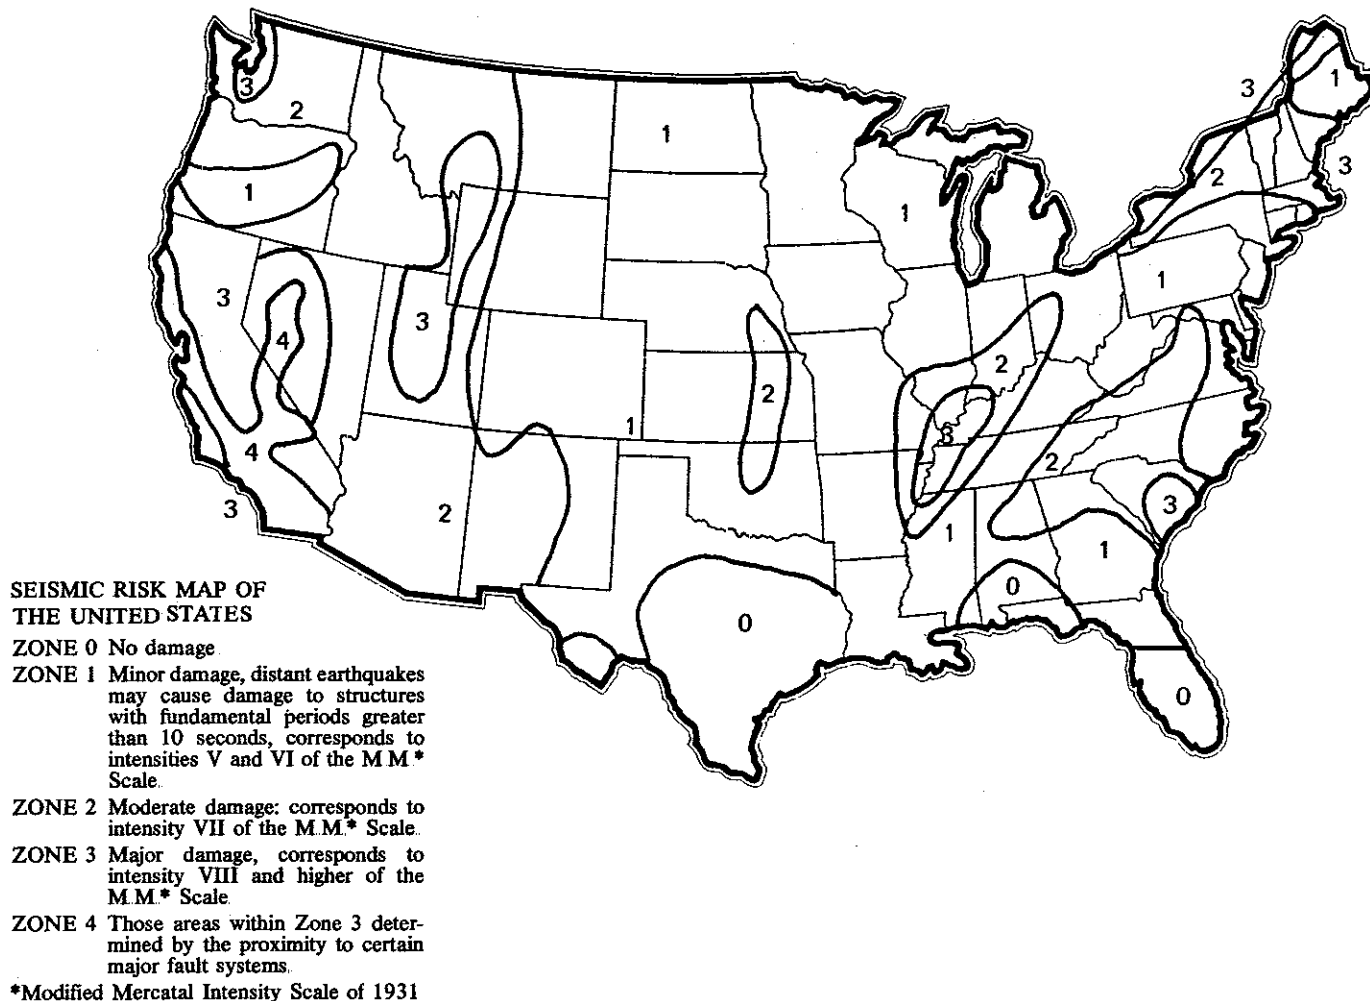 3
2
1
1
3
1
3
2
3
1
1
3
4
3
2
2
1
4
3
2
2
3
3
1
1
0
0
0
SEISMIC RISK MAP OF
THE UNITED STATES
ZONE 0 No damage
ZONE 1 Minor damage, distant earthquakes
may cause damage to structures
with fundamental periods greater
than 10 seconds, corresponds to
intensities V and VI of the M.M.*
Scale.
ZONE 2 Moderate damage: corresponds to
intensity VII of the M.M.* Scale.
ZONE 3 Major damage, corresponds to
intensity VIII and higher of the
M.M.* Scale.
ZONE 4 Those areas within Zone 3 deter-
mined by the proximity to certain
major fault systems.
*Modified Mercatal Intensity Scale of 1931